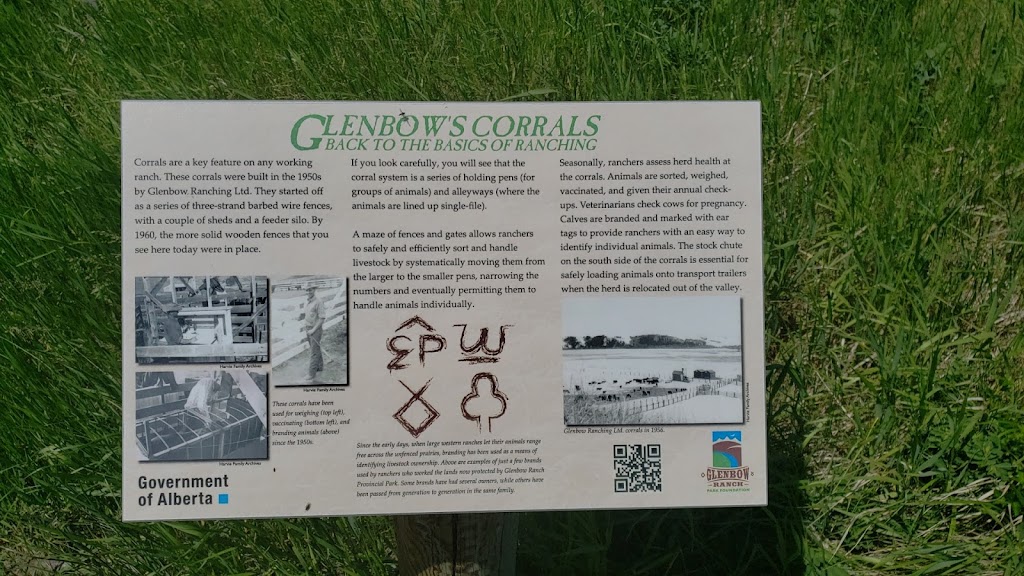 GLENBOW'S CORRALS
BACK TO THE BASICS OF RANCHING
Corrals are a key feature on any working
ranch. These corrals were built in the 1950s
by Glenbow Ranching Ltd. They started off
as a series of three-strand barbed wire fences,
with a couple of sheds and a feeder silo. By
1960, the more solid wooden fences that you
see here today were in place.
Harvie Family Archives
Harvie Family Archives
Harvie Family Archives
These corrals have been
used for weighing (top left),
vaccinating (bottom left), and
branding animals (above)
since the 1950s.
Government
of Alberta
If you look carefully, you will see that the
corral system is a series of holding pens (for
groups of animals) and alleyways (where the
animals are lined up single-file).
A maze of fences and gates allows ranchers
to safely and efficiently sort and handle
livestock by systematically moving them from
the larger to the smaller pens, narrowing the
numbers and eventually permitting them to
handle animals individually.
Since the early days, when large western ranches let their animals range
free across the unfenced prairies, branding has been used as a means of
identifying livestock ownership. Above are examples of just a few brands
used by ranchers who worked the lands now protected by Glenbow Ranch
Provincial Park. Some brands have had several owners, while others have
been passed from generation to generation in the same family.
Seasonally, ranchers assess herd health at
the corrals. Animals are sorted, weighed,
vaccinated, and given their annual check-
ups. Veterinarians check cows for pregnancy.
Calves are branded and marked with ear
tags to provide ranchers with an easy way to
identify individual animals. The stock chute
on the south side of the corrals is essential for
safely loading animals onto transport trailers
when the herd is relocated out of the valley.
Harvie Family Archives
Glenbow Ranching Ltd. corrals in 1956.
GLENBOW
RANCH
PARK FOUNDATION